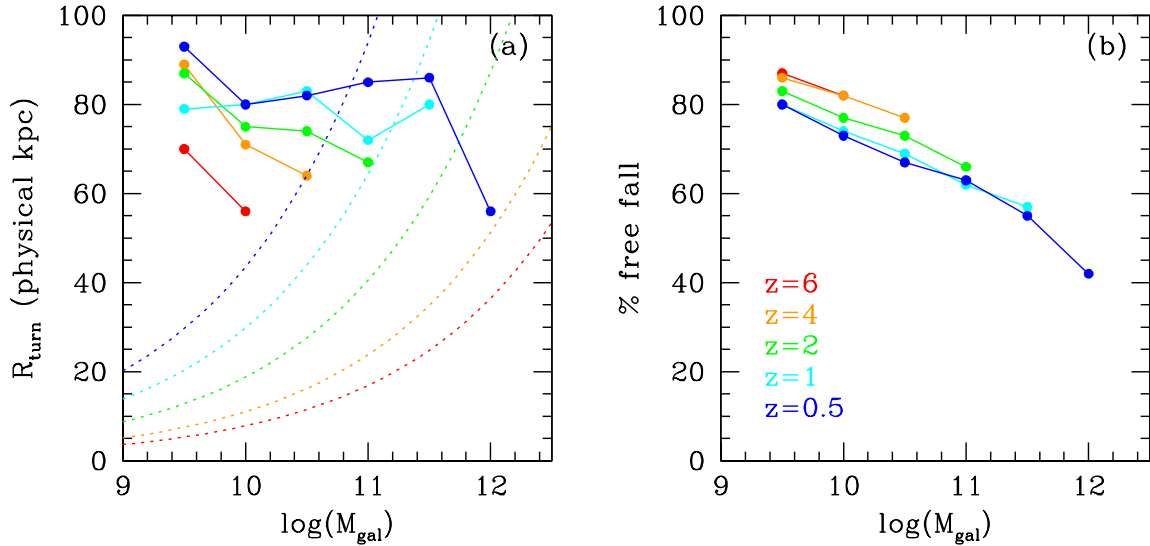 (a)
R_turn (physical kpc)
100
80
60
40
20
0
9 10 11 12
log(M_gal)
(b)
% free fall
100
80
60
40
20
0
z=6
z=4
z=2
z=1
z=0.5
9 10 11 12
log(M_gal)